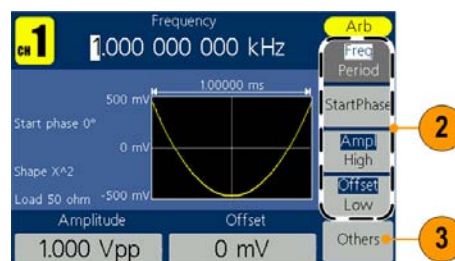 CH 1
Frequency
Arb
1.000 000 000 kHz
Freq
Period
1.00000 ms
500 mV
StartPhase
Start phase 0°
2
0 mV
Ampl
High
Shape X^2
Offset
Low
Load 50 ohm
-500 mV
Amplitude
Offset
Others
3
1.000 Vpp
0 mV